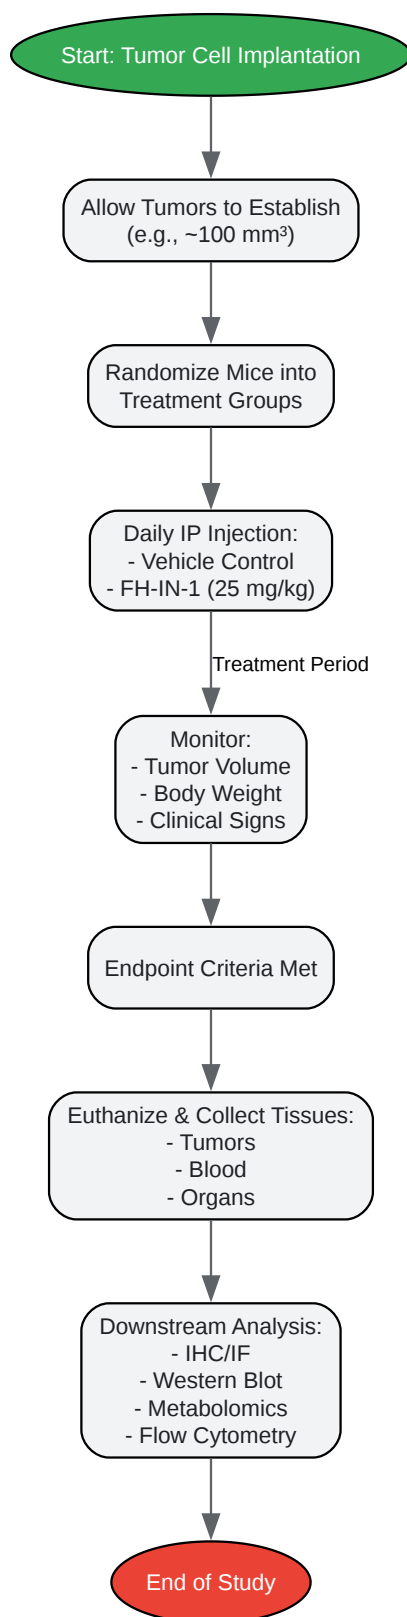 Start: Tumor Cell Implantation
Allow Tumors to Establish
(e.g., ~100 mm³)
Randomize Mice into
Treatment Groups
Daily IP Injection:
- Vehicle Control
- FH-IN-1 (25 mg/kg)
Treatment Period
Monitor:
- Tumor Volume
- Body Weight
- Clinical Signs
Endpoint Criteria Met
Euthanize & Collect Tissues:
- Tumors
- Blood
- Organs
Downstream Analysis:
- IHC/IF
- Western Blot
- Metabolomics
- Flow Cytometry
End of Study